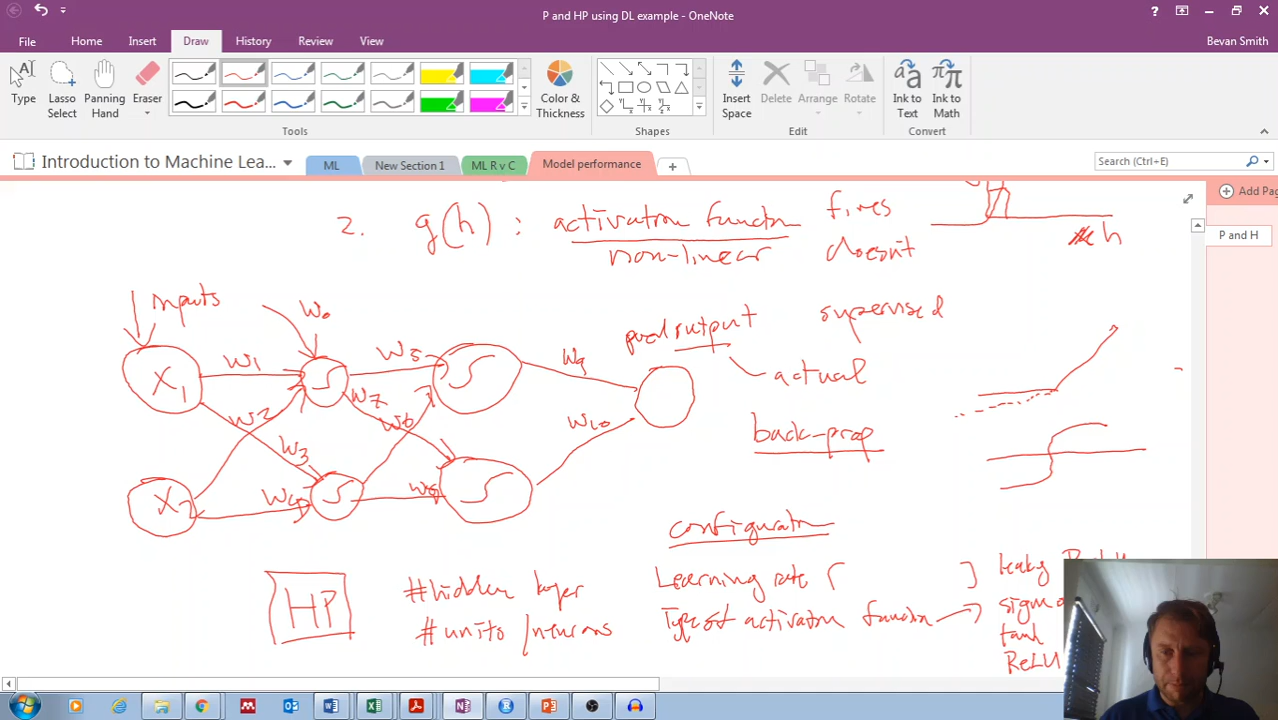 P and HP using DL example - OneNote
File Home Insert Draw History Review View
Bevan Smith
Type
Lasso Select
Panning Hand
Eraser
Color & Thickness
Insert Space
Delete
Arrange
Rotate
Ink to Text
Ink to Math
Tools
Shapes
Edit
Convert
Introduction to Machine Lea...
ML
New Section 1
ML R v C
Model performance
Search (Ctrl+E)
Add Pag
P and H
2. g(h) : activation function fires
non-linear doesn't
h
inputs
W0
pred output
supervised
X1
W1
W2
W3
W4
W5
W7
W6
W8
W9
W10
actual
back-prop
X2
configuration
HP
#hidden layer
#units/neurons
Learning rate [ ]
Type of activation function
leaky ReLU
tanh
ReLU